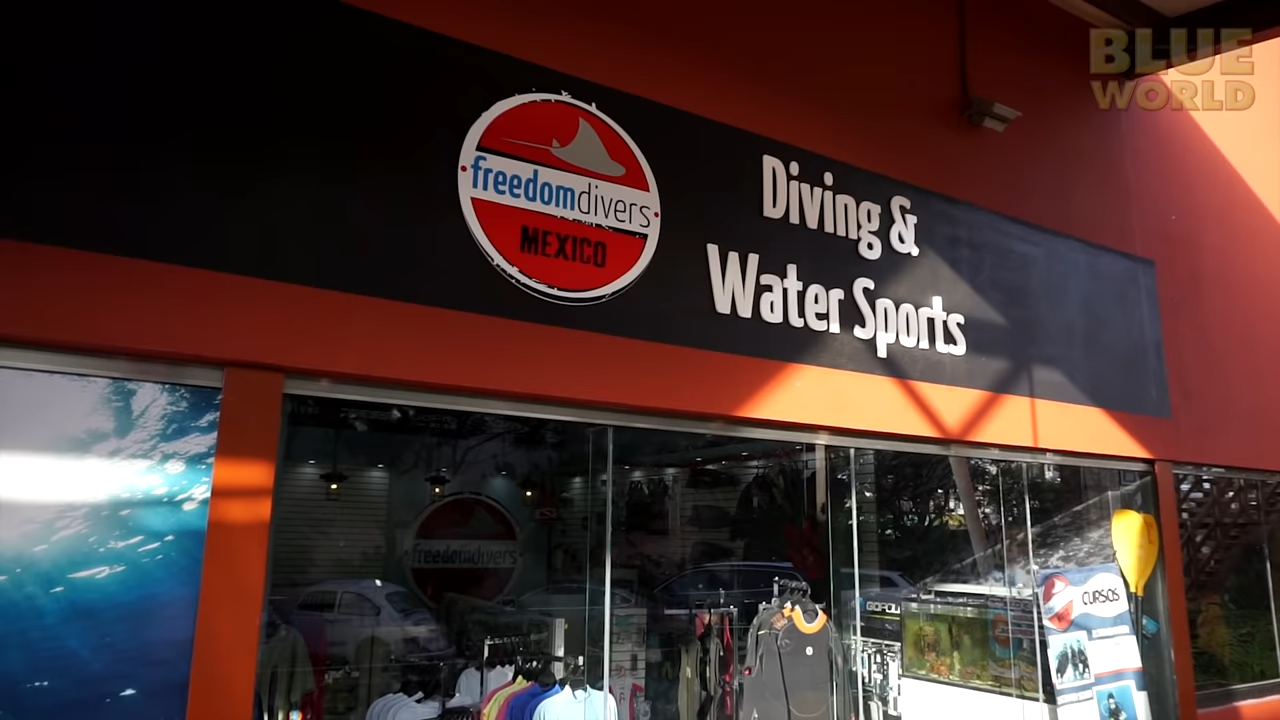 BLUE
WORLD
freedomdivers
MEXICO
Diving &
Water Sports
freedomdivers
CURSOS